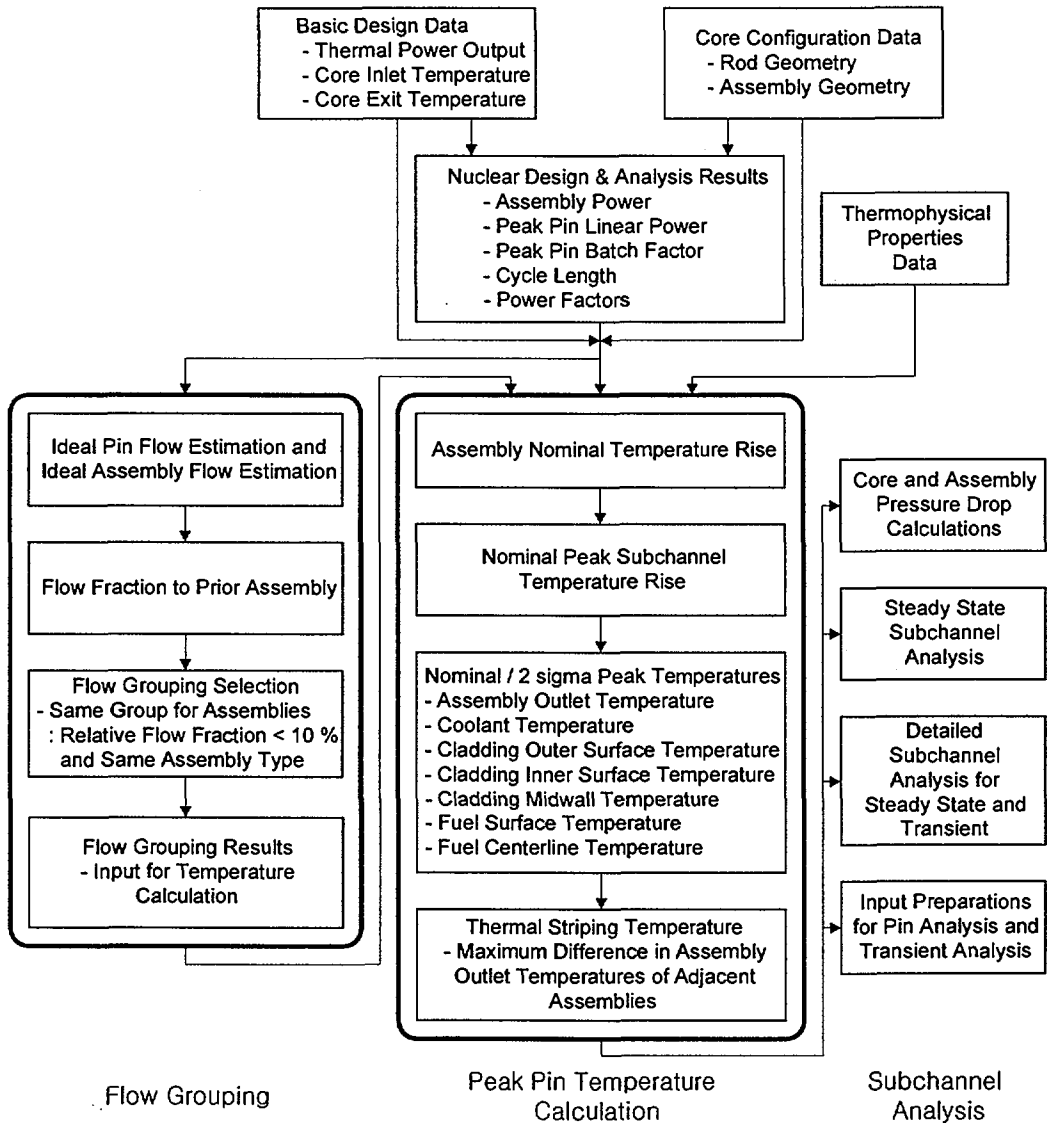 Basic Design Data
- Thermal Power Output
- Core Inlet Temperature
- Core Exit Temperature
Core Configuration Data
- Rod Geometry
- Assembly Geometry
Nuclear Design & Analysis Results
- Assembly Power
- Peak Pin Linear Power
- Peak Pin Batch Factor
- Cycle Length
- Power Factors
Thermophysical
Properties
Data
Ideal Pin Flow Estimation and
Ideal Assembly Flow Estimation
Flow Fraction to Prior Assembly
Flow Grouping Selection
- Same Group for Assemblies
: Relative Flow Fraction < 10 %
and Same Assembly Type
Flow Grouping Results
- Input for Temperature
Calculation
Assembly Nominal Temperature Rise
Nominal Peak Subchannel
Temperature Rise
Nominal / 2 sigma Peak Temperatures
- Assembly Outlet Temperature
- Coolant Temperature
- Cladding Outer Surface Temperature
- Cladding Inner Surface Temperature
- Cladding Midwall Temperature
- Fuel Surface Temperature
- Fuel Centerline Temperature
Thermal Striping Temperature
- Maximum Difference in Assembly
Outlet Temperatures of Adjacent
Assemblies
Core and Assembly
Pressure Drop
Calculations
Steady State
Subchannel
Analysis
Detailed
Subchannel
Analysis for
Steady State and
Transient
Input Preparations
for Pin Analysis and
Transient Analysis
Flow Grouping
Peak Pin Temperature
Calculation
Subchannel
Analysis